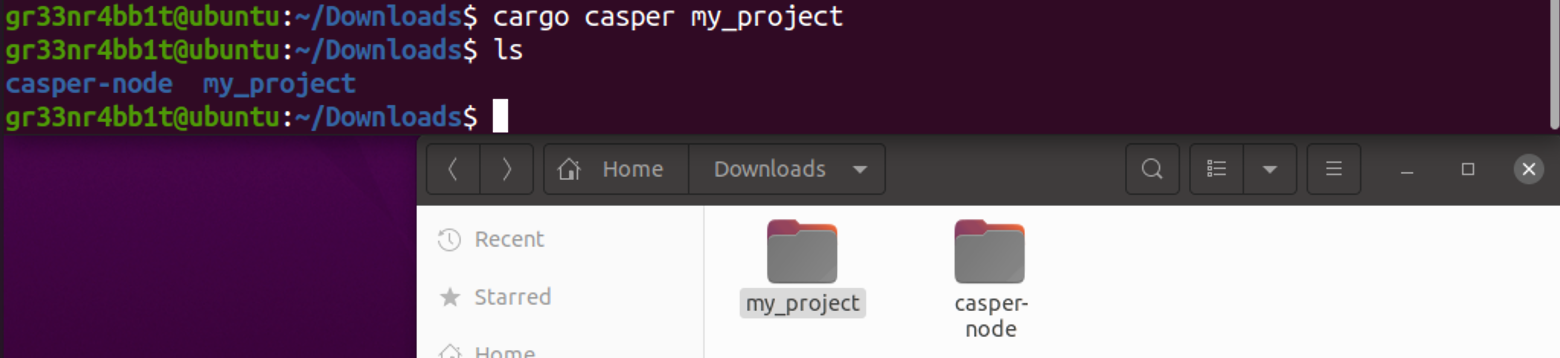 gr33nr4bb1t@ubuntu:~/Downloads$ cargo casper my_project
gr33nr4bb1t@ubuntu:~/Downloads$ ls
casper-node  my_project
gr33nr4bb1t@ubuntu:~/Downloads$
Home Downloads
Recent
Starred
Home
my_project
casper-
node